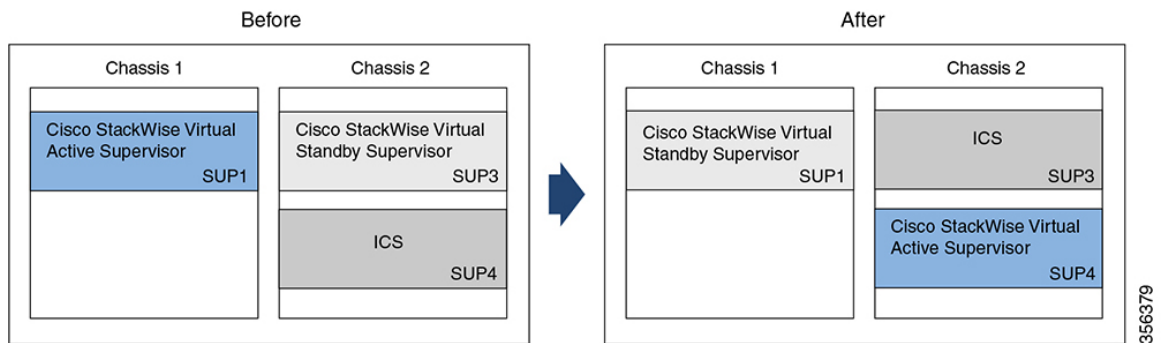 Before
Chassis 1
Chassis 2
Cisco StackWise Virtual
Active Supervisor
SUP1
Cisco StackWise Virtual
Standby Supervisor
SUP3
ICS
SUP4
After
Chassis 1
Chassis 2
Cisco StackWise Virtual
Standby Supervisor
SUP1
ICS
SUP3
Cisco StackWise Virtual
Active Supervisor
SUP4
356379